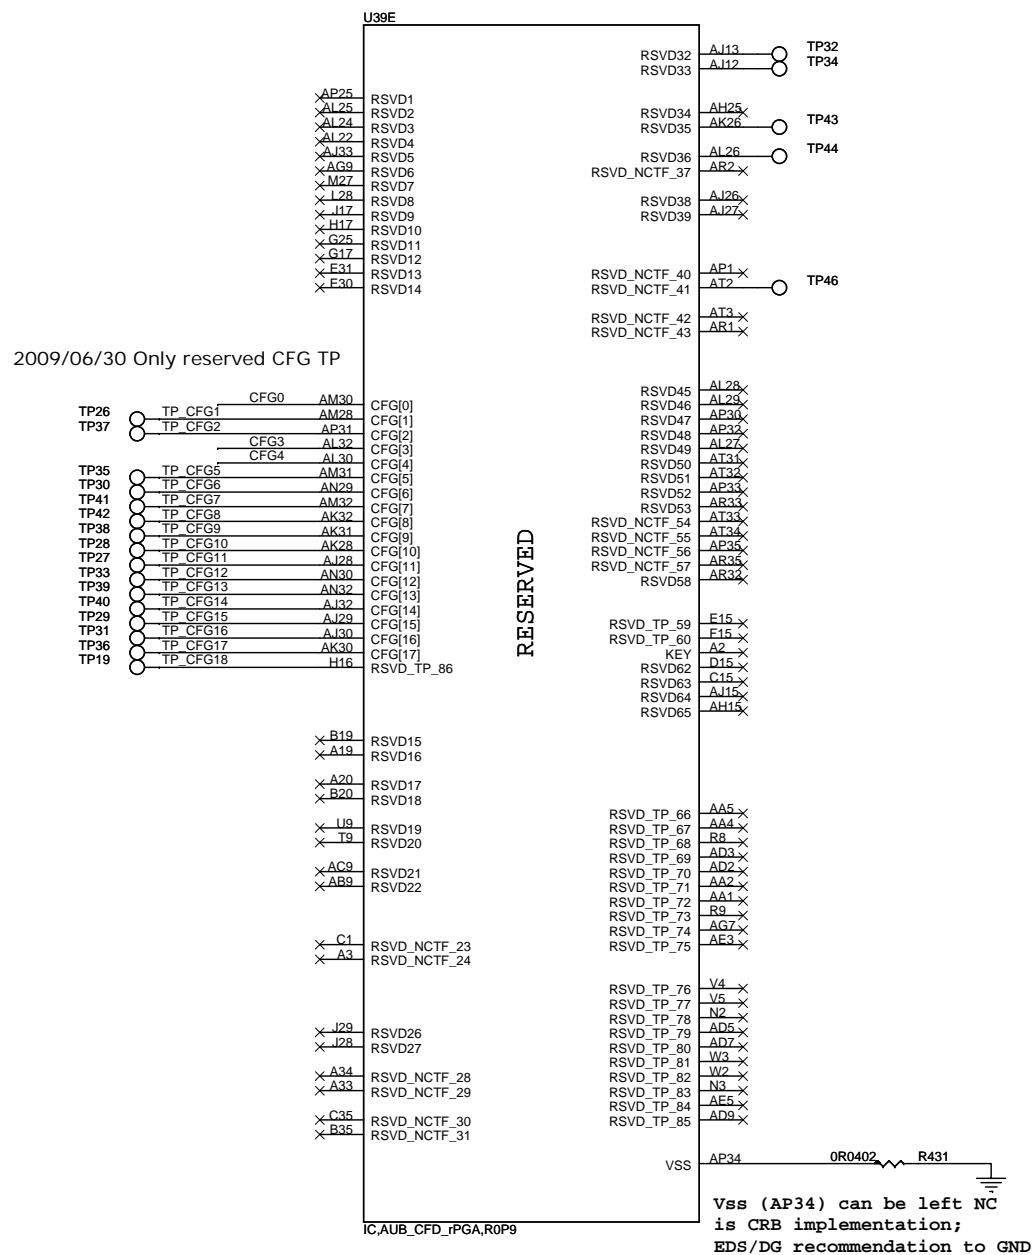 U39E
AP25 RSVD1
AL25 RSVD2
AL24 RSVD3
AL22 RSVD4
AJ33 RSVD5
AG9 RSVD6
M27 RSVD7
L28 RSVD8
J17 RSVD9
H17 RSVD10
G25 RSVD11
G17 RSVD12
E31 RSVD13
E30 RSVD14
2009/06/30 Only reserved CFG TP
CFG0 AM30 CFG[0]
TP26 TP_CFG1 AM28 CFG[1]
TP37 TP_CFG2 AP31 CFG[2]
CFG3 AL32 CFG[3]
CFG4 AL30 CFG[4]
TP35 TP_CFG5 AM31 CFG[5]
TP30 TP_CFG6 AN29 CFG[6]
TP41 TP_CFG7 AM32 CFG[7]
TP42 TP_CFG8 AK32 CFG[8]
TP38 TP_CFG9 AK31 CFG[9]
TP28 TP_CFG10 AK28 CFG[10]
TP27 TP_CFG11 AJ28 CFG[11]
TP33 TP_CFG12 AN30 CFG[12]
TP39 TP_CFG13 AN32 CFG[13]
TP40 TP_CFG14 AJ32 CFG[14]
TP29 TP_CFG15 AJ29 CFG[15]
TP31 TP_CFG16 AJ30 CFG[16]
TP36 TP_CFG17 AK30 CFG[17]
TP19 TP_CFG18 H16 RSVD_TP_86
B19 RSVD15
A19 RSVD16
A20 RSVD17
B20 RSVD18
U9 RSVD19
T9 RSVD20
AC9 RSVD21
AB9 RSVD22
C1 RSVD_NCTF_23
A3 RSVD_NCTF_24
J29 RSVD26
J28 RSVD27
A34 RSVD_NCTF_28
A33 RSVD_NCTF_29
C35 RSVD_NCTF_30
B35 RSVD_NCTF_31
RESERVED
RSVD32 AJ13 TP32
RSVD33 AJ12 TP34
RSVD34 AH25
RSVD35 AK26 TP43
RSVD36 AL26 TP44
RSVD_NCTF_37 AR2
RSVD38 AJ26
RSVD39 AJ27
RSVD_NCTF_40 AP1
RSVD_NCTF_41 AT2 TP46
RSVD_NCTF_42 AT3
RSVD_NCTF_43 AR1
RSVD45 AL28
RSVD46 AL29
RSVD47 AP30
RSVD48 AP32
RSVD49 AL27
RSVD50 AT31
RSVD51 AT32
RSVD52 AP33
RSVD53 AR33
RSVD_NCTF_54 AT33
RSVD_NCTF_55 AT34
RSVD_NCTF_56 AP35
RSVD_NCTF_57 AR35
RSVD58 AR32
RSVD_TP_59 E15
RSVD_TP_60 F15
KEY A2
RSVD62 D15
RSVD63 C15
RSVD64 AJ15
RSVD65 AH15
RSVD_TP_66 AA5
RSVD_TP_67 AA4
RSVD_TP_68 R8
RSVD_TP_69 AD3
RSVD_TP_70 AD2
RSVD_TP_71 AA2
RSVD_TP_72 AA1
RSVD_TP_73 R9
RSVD_TP_74 AG7
RSVD_TP_75 AE3
RSVD_TP_76 V4
RSVD_TP_77 V5
RSVD_TP_78 N2
RSVD_TP_79 AD5
RSVD_TP_80 AD7
RSVD_TP_81 W3
RSVD_TP_82 W2
RSVD_TP_83 N3
RSVD_TP_84 AE5
RSVD_TP_85 AD9
VSS AP34 0R0402 R431
IC,AUB_CFD_rPGA,R0P9
Vss (AP34) can be left NC
is CRB implementation;
EDS/DG recommendation to GND